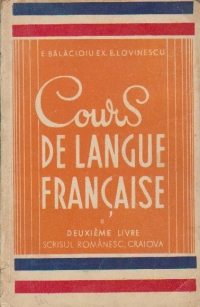 E. BĂLĂCIOIU EX. E. LOVINESCU
Cours
DE LANGUE
FRANÇAISE
DEUXIÈME LIVRE
SCRISUL ROMÂNESC, CRAIOVA